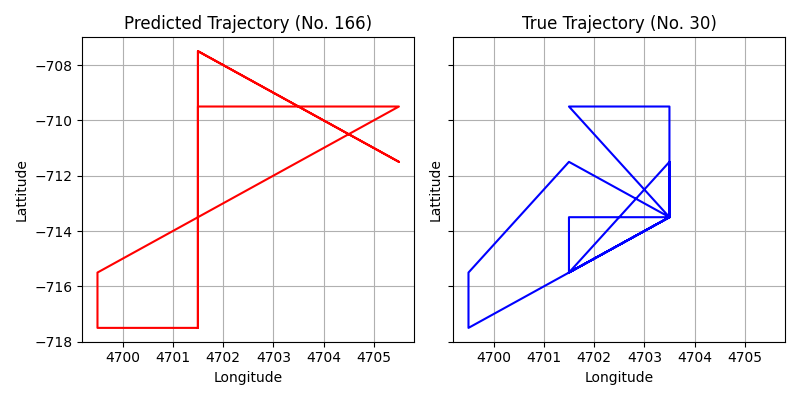 Predicted Trajectory (No. 166)
True Trajectory (No. 30)
−708
−710
−712
−714
−716
−718
Lattitude
Lattitude
4700 4701 4702 4703 4704 4705
4700 4701 4702 4703 4704 4705
Longitude
Longitude